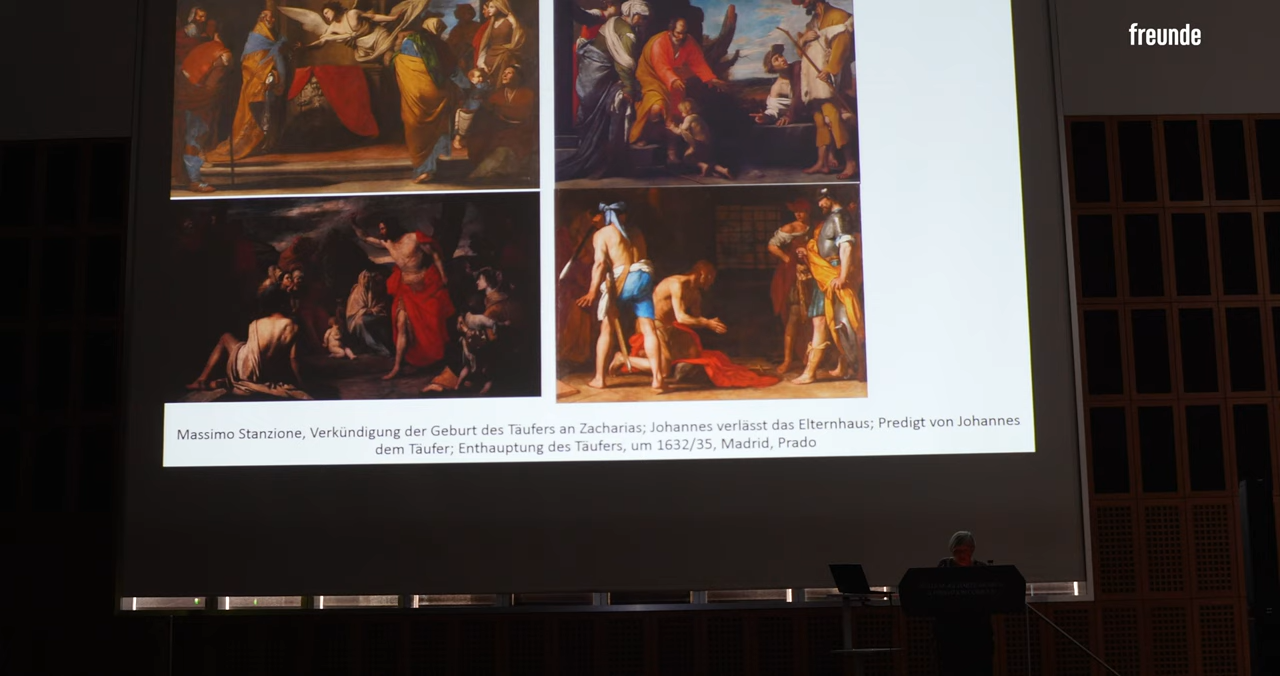 freunde
Massimo Stanzione, Verkündigung der Geburt des Täufers an Zacharias; Johannes verlässt das Elternhaus; Predigt von Johannes
dem Täufer; Enthauptung des Täufers, um 1632/35, Madrid, Prado